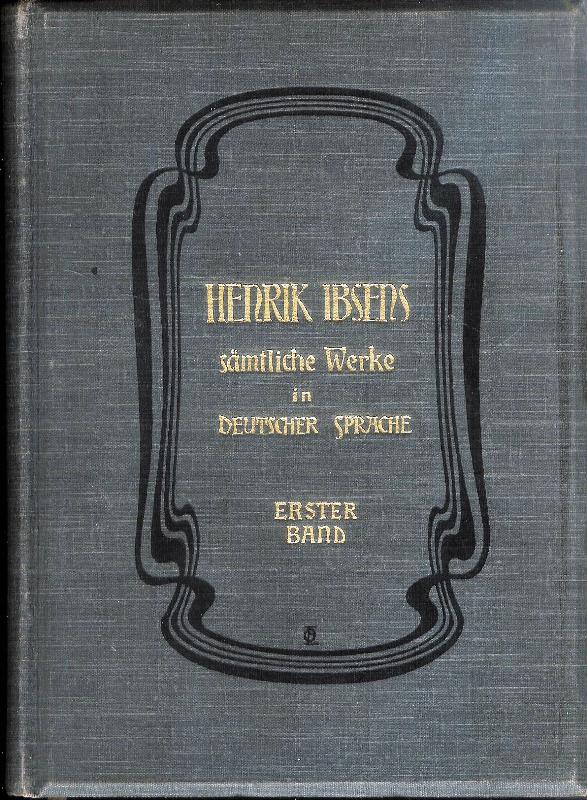 HENRIK IBSENS
sämtliche Werke
in
DEUTSCHER SPRACHE
ERSTER
BAND